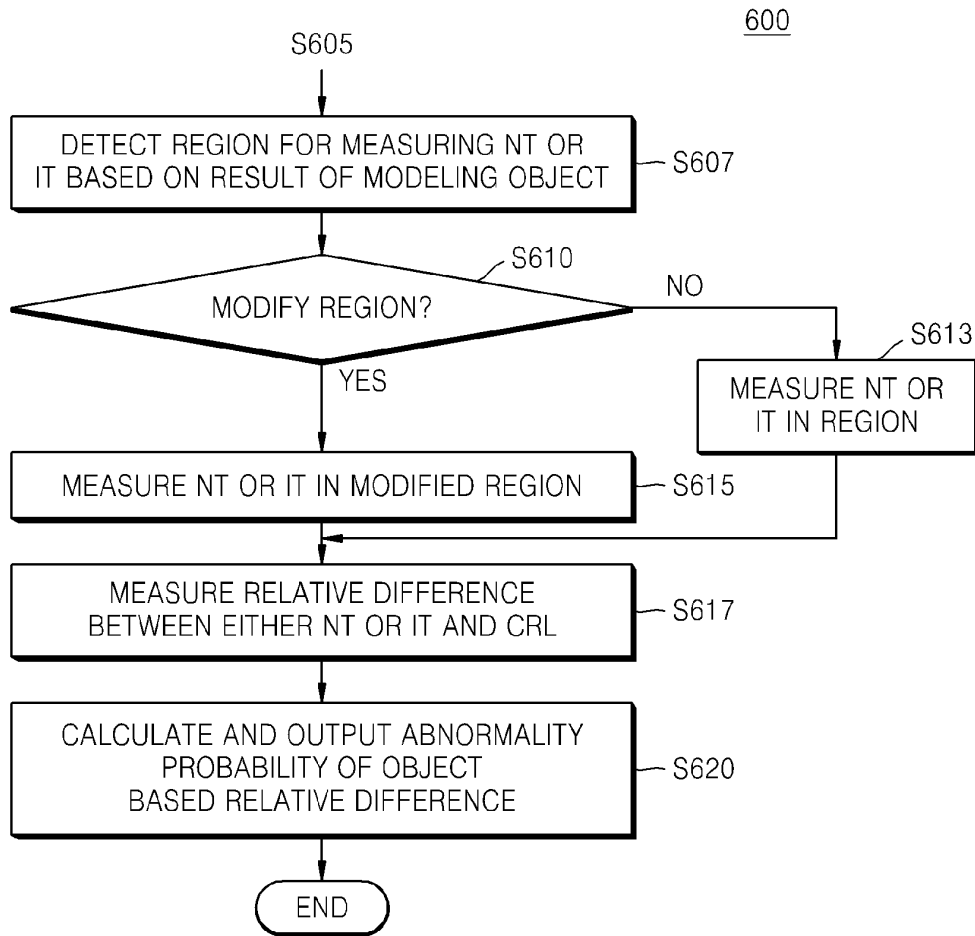 600
S605
DETECT REGION FOR MEASURING NT OR
IT BASED ON RESULT OF MODELING OBJECT
S607
S610
MODIFY REGION?
NO
YES
S613
MEASURE NT OR
IT IN REGION
MEASURE NT OR IT IN MODIFIED REGION
S615
MEASURE RELATIVE DIFFERENCE
BETWEEN EITHER NT OR IT AND CRL
S617
CALCULATE AND OUTPUT ABNORMALITY
PROBABILITY OF OBJECT
BASED RELATIVE DIFFERENCE
S620
END